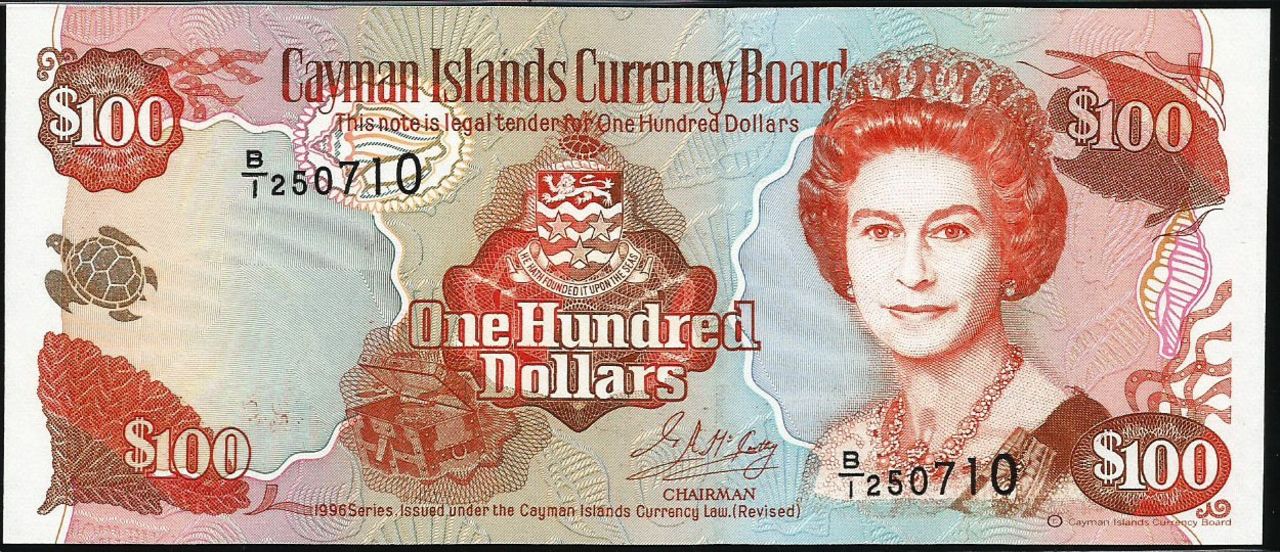 Cayman Islands Currency Board
This note is legal tender for One Hundred Dollars
$100
$100
B/1 250710
HE HATH FOUNDED IT UPON THE SEAS
One Hundred
Dollars
$100
$100
B/1 250710
CHAIRMAN
1996 Series. Issued under the Cayman Islands Currency Law. (Revised)
© Cayman Islands Currency Board